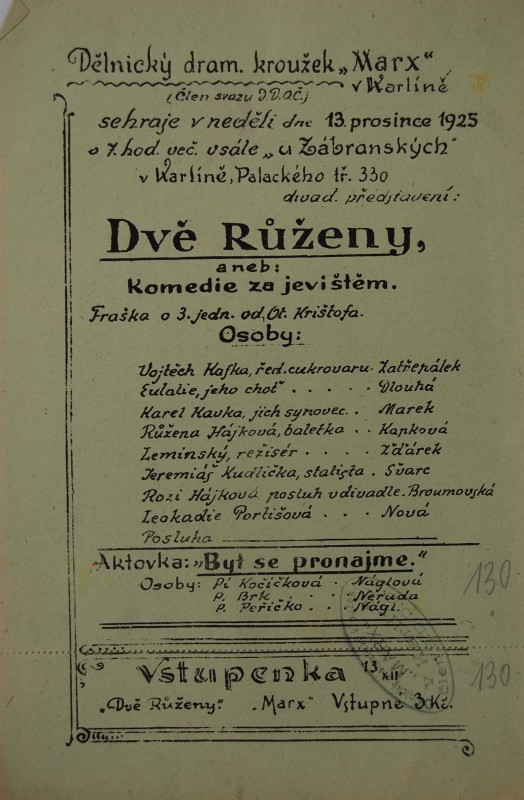 Dělnický dram. kroužek „Marx“
v Karlíně
(Člen svazu D.D.O.Č.)
sehraje v neděli dne 13. prosince 1925
o 7. hod. več. v sále „u Zábranských“
v Karlíně, Palackého tř. 330
divad. představení:
Dvě Růženy,
aneb:
Komedie za jevištěm.
Fraška o 3. jedn. od, Ot. Krištofa.
Osoby:
Vojtěch Kafka, řed. cukrovaru - Zatřepálek
Eulalie, jeho choť . . . . . Dlouhá
Karel Kavka, jich synovec . . Marek
Růžena Hájková, baletka . . Kapková
Leminský, režisér . . . . Žďárek
Jeremiáš Kudlička, statista . Švarc
Rozi Hájková posluh v divadle. Broumovská
Leokadie Portišová . . . Nová
Posluha
Aktovka: „Byt se pronajme.“
Osoby: Pí Kočičková . Náglová
P. Brk . . . . Neruda
P. Peříčko . . . Nágl.
130.-
Vstupenka 13 XII
130.-
„Dvě Růženy“. „Marx“ Vstupné 3 Kč.